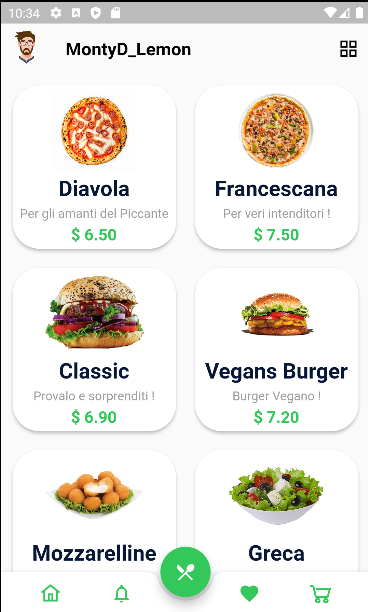 10:34
MontyD_Lemon
Diavola
Per gli amanti del Piccante
$ 6.50
Francescana
Per veri intenditori !
$ 7.50
Classic
Provalo e sorprenditi !
$ 6.90
Vegans Burger
Burger Vegano !
$ 7.20
Mozzarelline
Greca